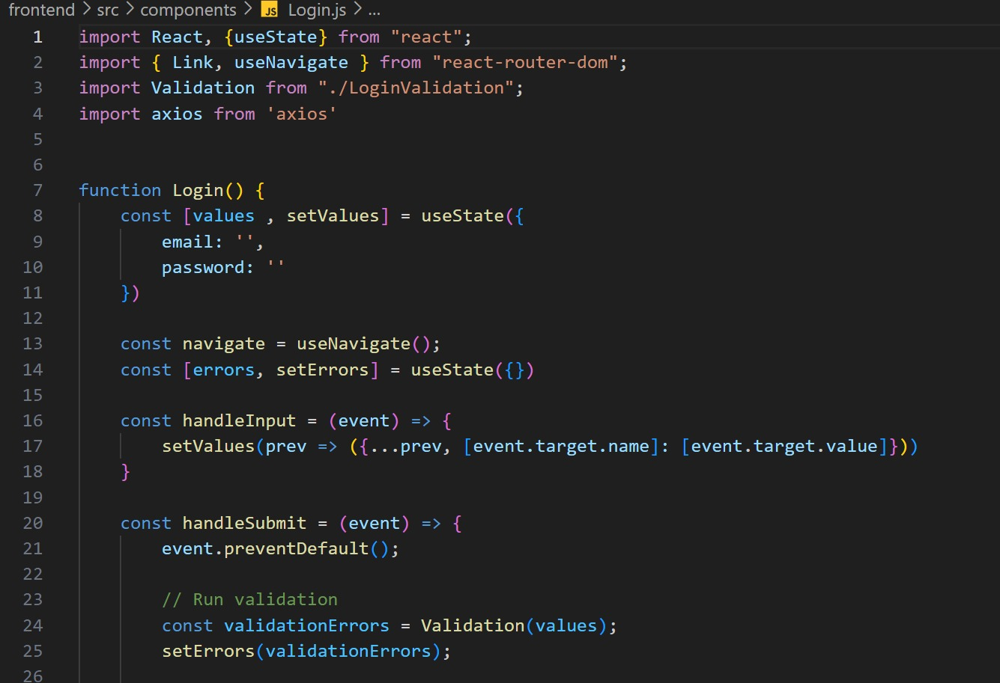 frontend > src > components > JS Login.js > ...
1 import React, {useState} from "react";
2 import { Link, useNavigate } from "react-router-dom";
3 import Validation from "./LoginValidation";
4 import axios from 'axios'
5
6
7 function Login() {
8     const [values , setValues] = useState({
9         email: '',
10         password: ''
11     })
12
13     const navigate = useNavigate();
14     const [errors, setErrors] = useState({})
15
16     const handleInput = (event) => {
17         setValues(prev => ({...prev, [event.target.name]: [event.target.value]}))
18     }
19
20     const handleSubmit = (event) => {
21         event.preventDefault();
22
23         // Run validation
24         const validationErrors = Validation(values);
25         setErrors(validationErrors);
26